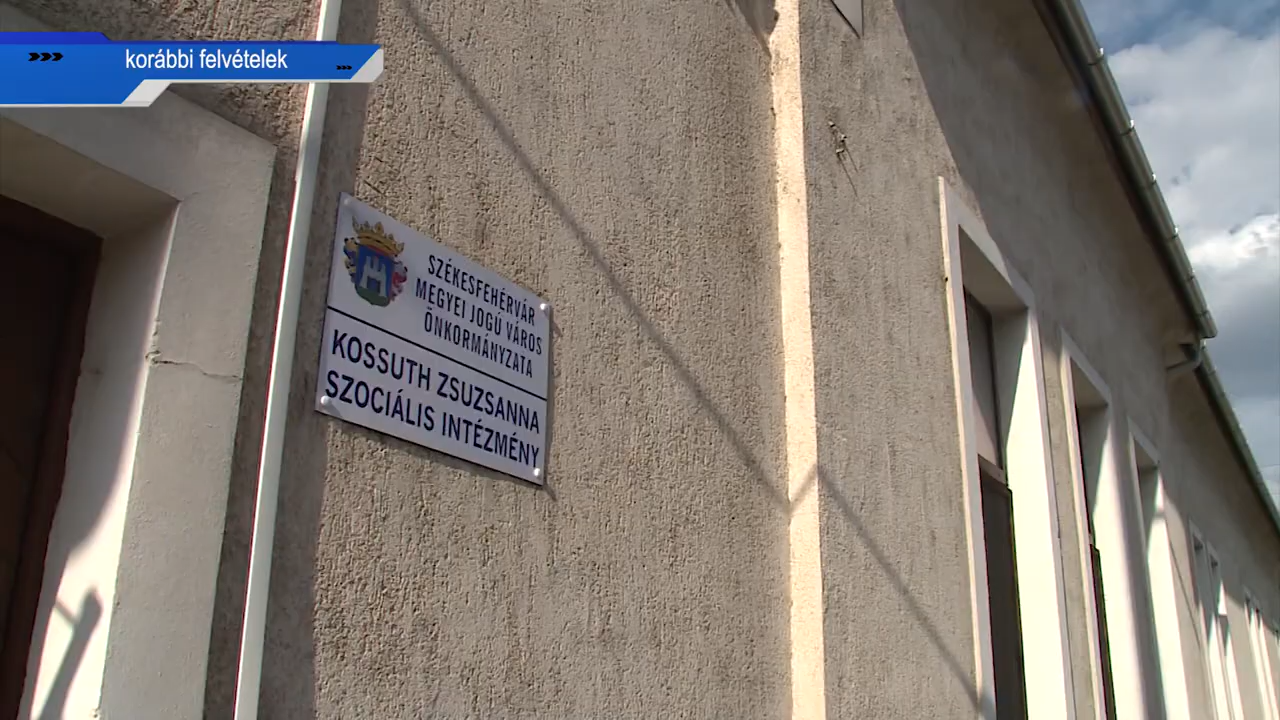 korábbi felvételek
SZÉKESFEHÉRVÁR
MEGYEI JOGÚ VÁROS
ÖNKORMÁNYZATA
KOSSUTH ZSUZSANNA
SZOCIÁLIS INTÉZMÉNY